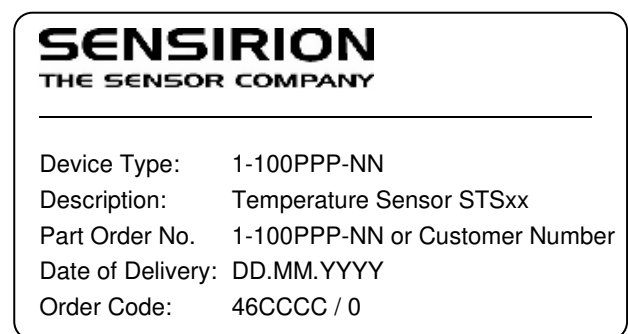 SENSIRION
THE SENSOR COMPANY
Device Type: 1-100PPP-NN
Description: Temperature Sensor STSxx
Part Order No. 1-100PPP-NN or Customer Number
Date of Delivery: DD.MM.YYYY
Order Code: 46CCCC / 0